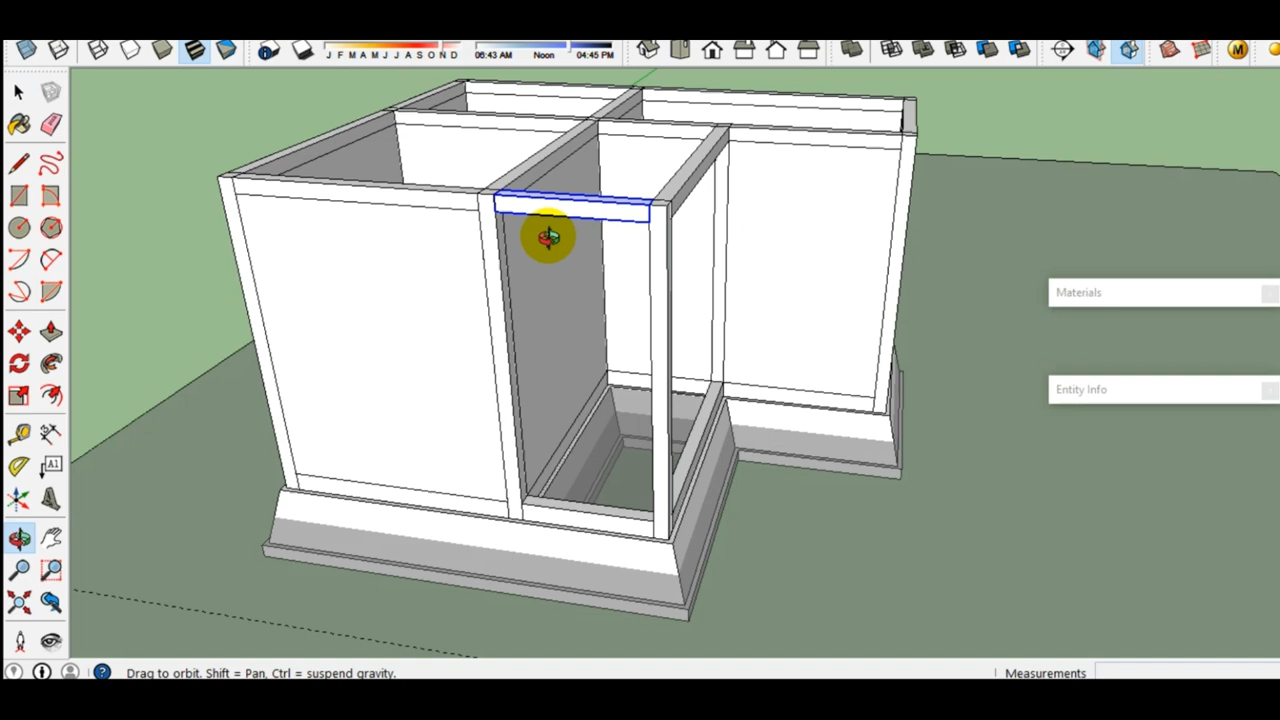 J F M A M J J A S O N D 06:43 AM Noon 04:45 PM
M
A1
Materials
Entity Info
Drag to orbit. Shift = Pan, Ctrl = suspend gravity.
Measurements